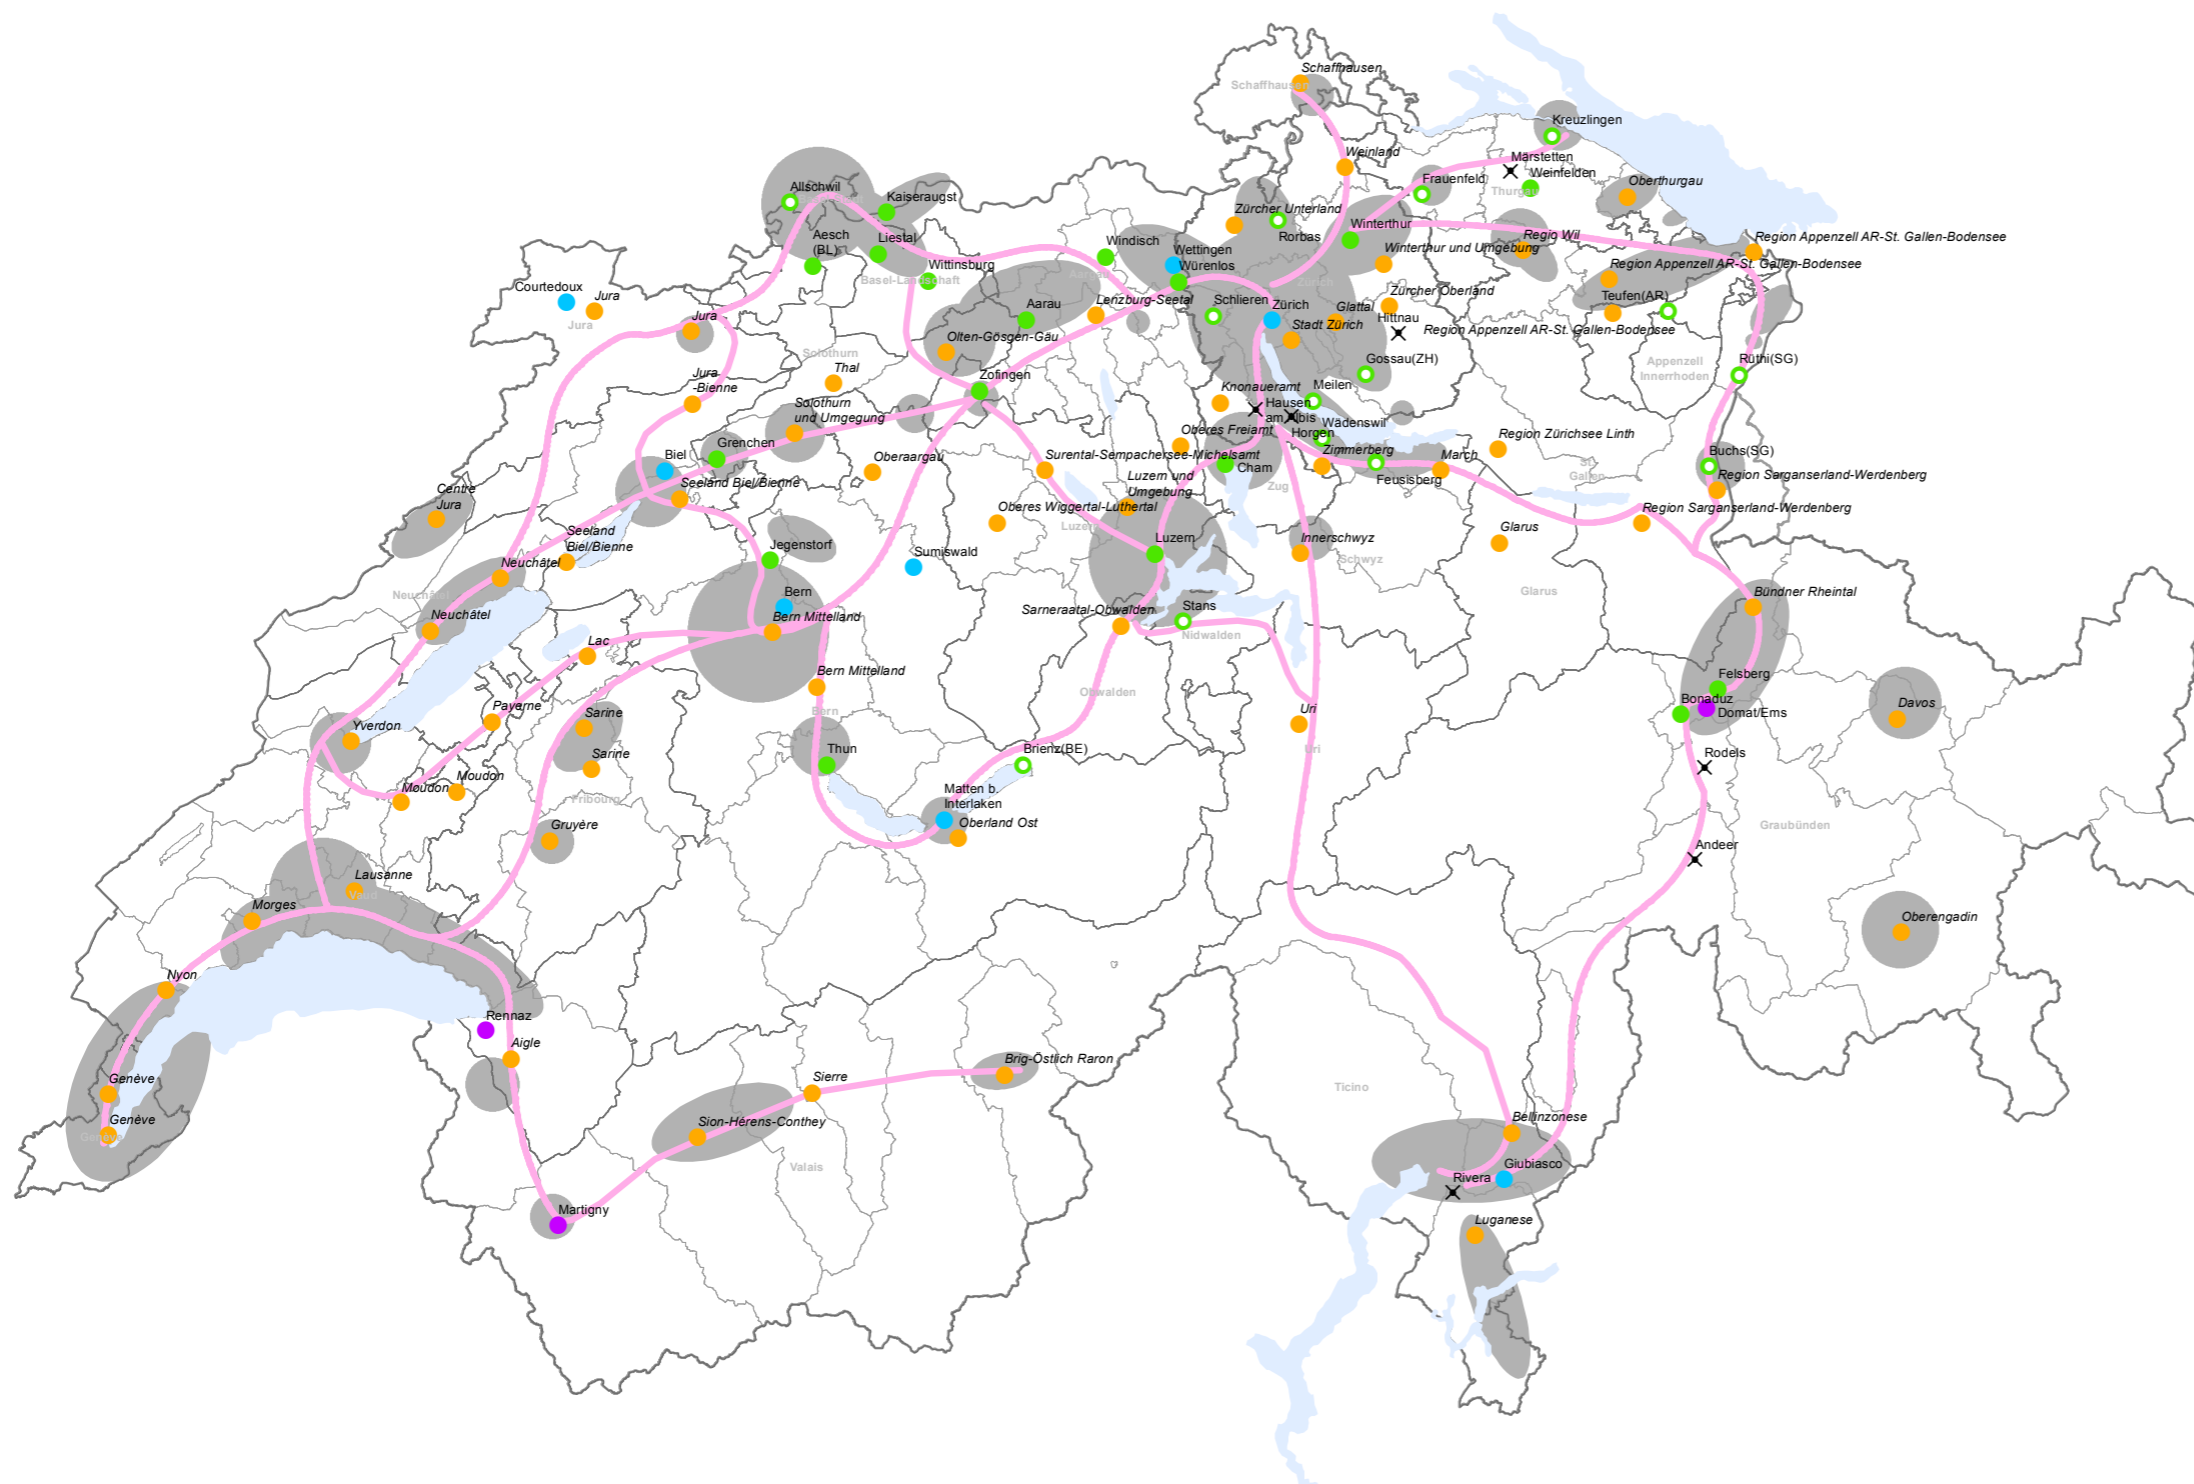 Schaffhausen
Schaffhausen
Kreuzlingen
Weinland
Märstetten
Weinfelden
Frauenfeld
Thurgau
Oberthurgau
Allschwil
Kaiseraugst
Zürcher Unterland
Rorbas
Winterthur
Regio Wil
Region Appenzell AR-St. Gallen-Bodensee
Aesch
(BL)
Liestal
Windisch
Wettingen
Würenlos
Winterthur und Umgebung
Region Appenzell AR-St. Gallen-Bodensee
Wittinsburg
Basel-Landschaft
Aargau
Zürich
Courtedoux
Jura
Jura
Jura
Aarau
Lenzburg-Seetal
Schlieren
Zürich
Glattal
Zürcher Oberland
Teufen(AR)
Hittnau
Stadt Zürich
Region Appenzell AR-St. Gallen-Bodensee
Olten-Gösgen-Gäu
Solothurn
Thal
Gossau(ZH)
Appenzell
Innerrhoden
Rüthi(SG)
Jura
-Bienne
Zofingen
Knonaueramt
Meilen
Solothurn
und Umgegung
Hausen
am Albis
Horgen
Wädenswil
Oberes Freiamt
Grenchen
Biel
Oberaargau
Surental-Sempachersee-Michelsamt
Cham
Zimmerberg
Feusisberg
March
Region Zürichsee Linth
St.
Gallen
Buchs(SG)
Region Sarganserland-Werdenberg
Seeland Biel/Bienne
Centre
Jura
Luzern und
Umgebung
Zug
Oberes Wiggertal-Luthertal
Luzern
Region Sarganserland-Werdenberg
Seeland
Biel/Bienne
Jegenstorf
Sumiswald
Luzern
Innerschwyz
Schwyz
Glarus
Neuchâtel
Neuchâtel
Neuchâtel
Bern
Bern Mittelland
Sarneraatal-Obwalden
Stans
Nidwalden
Glarus
Bündner Rheintal
Lac
Bern Mittelland
Bern
Obwalden
Felsberg
Bonaduz
Domat/Ems
Davos
Payerne
Yverdon
Sarine
Sarine
Uri
Uri
Thun
Brienz(BE)
Rodels
Moudon
Moudon
Fribourg
Matten b.
Interlaken
Oberland Ost
Gruyère
Graubünden
Andeer
Lausanne
Vaud
Morges
Oberengadin
Nyon
Rennaz
Aigle
Genève
Genève
Genève
Brig-Östlich Raron
Sierre
Sion-Hérens-Conthey
Valais
Ticino
Bellinzonese
Giubiasco
Rivera
Martigny
Luganese